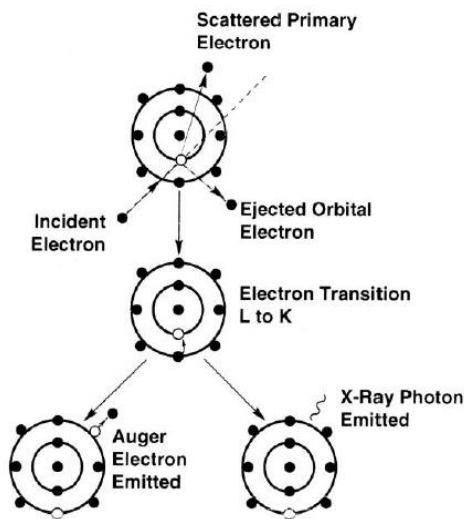 Scattered Primary
Electron
Incident
Electron
Ejected Orbital
Electron
Electron Transition
L to K
Auger
Electron
Emitted
X-Ray Photon
Emitted